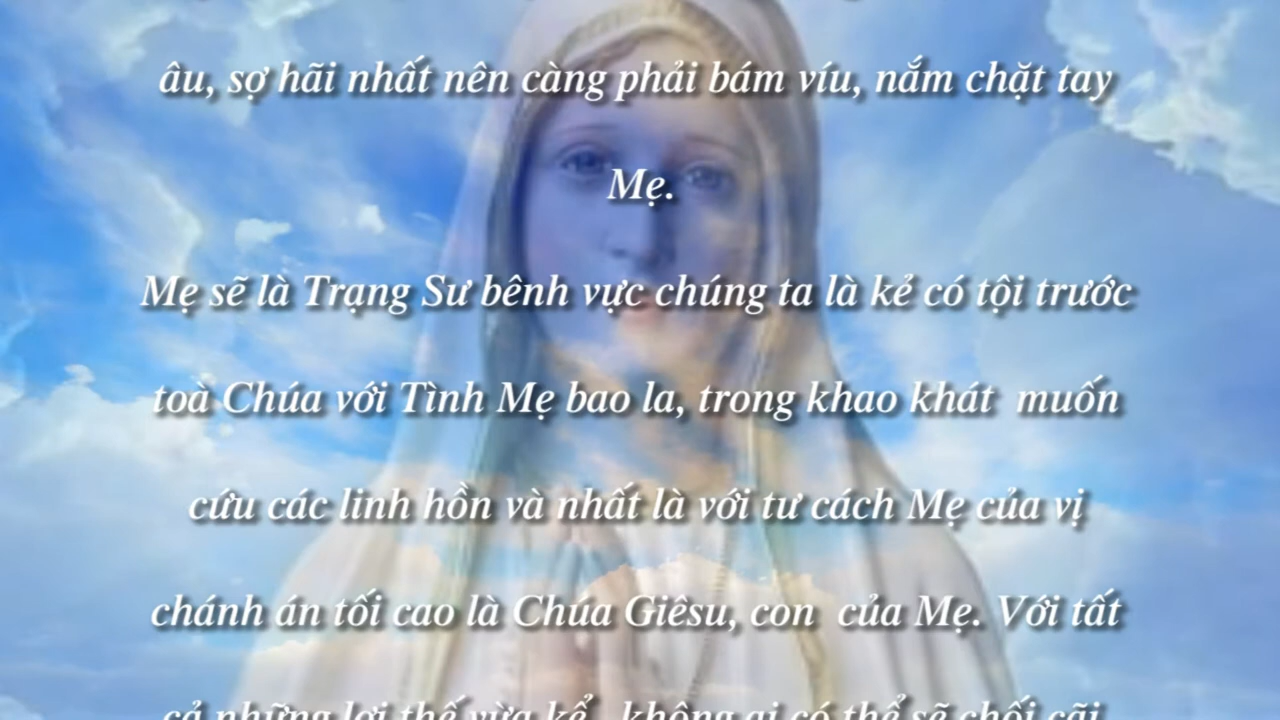 âu, sợ hãi nhất nên càng phải bám víu, nắm chặt tay
Mẹ.
Mẹ sẽ là Trạng Sư bênh vực chúng ta là kẻ có tội trước
toà Chúa với Tình Mẹ bao la, trong khao khát muốn
cứu các linh hồn và nhất là với tư cách Mẹ của vị
chánh án tối cao là Chúa Giêsu, con của Mẹ. Với tất
cả những lợi thế vừa kể, không ai có thể sẽ chối cãi